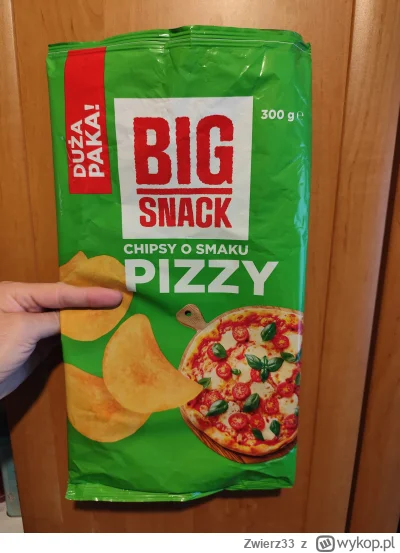 DUŻA
PAKA!
300 g e
BIG
SNACK
CHIPSY O SMAKU
PIZZY
Zwierz33 z wykop.pl